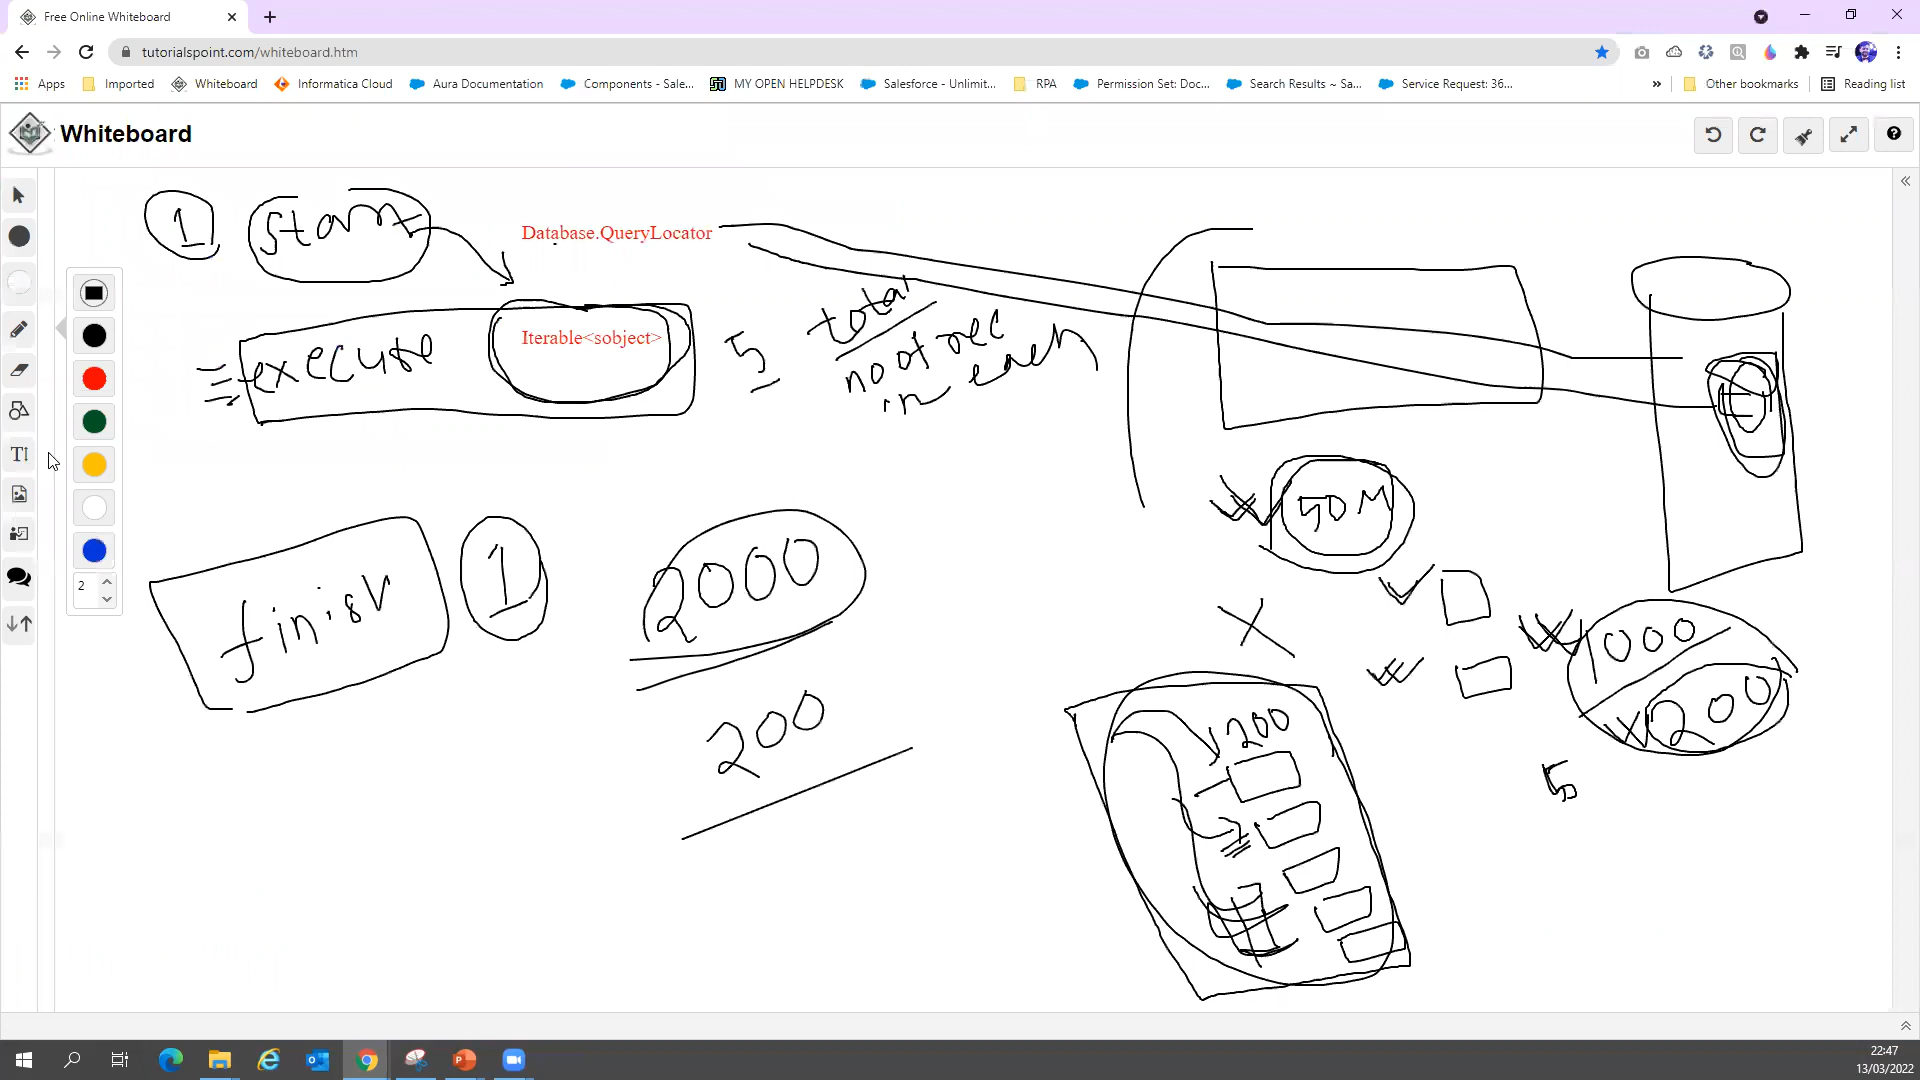 Free Online Whiteboard
tutorialspoint.com/whiteboard.htm
Apps Imported Whiteboard Informatica Cloud Aura Documentation Components - Sale... MY OPEN HELPDESK Salesforce - Unlimit... RPA Permission Set: Doc... Search Results ~ Sa... Service Request: 36... » Other bookmarks Reading list
Whiteboard
1 start Database.QueryLocator
execute Iterable<sobject> 5 total
no of rec
in each
50M
finish 1 2000
1000
200
200
200
5
2
22:47
13/03/2022